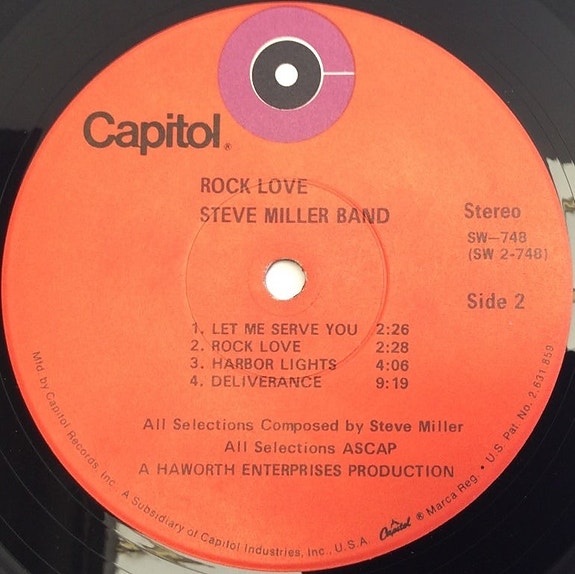 Capitol®
ROCK LOVE
STEVE MILLER BAND
Stereo
SW—748
(SW 2-748)
Side 2
1. LET ME SERVE YOU 2:26
2. ROCK LOVE 2:28
3. HARBOR LIGHTS 4:06
4. DELIVERANCE 9:19
All Selections Composed by Steve Miller
All Selections ASCAP
A HAWORTH ENTERPRISES PRODUCTION
Mfd. by Capitol Records, Inc. A Subsidiary of Capitol Industries, Inc., U.S.A. Capitol ® Marca Reg. • U.S. Pat. No. 2,631,859